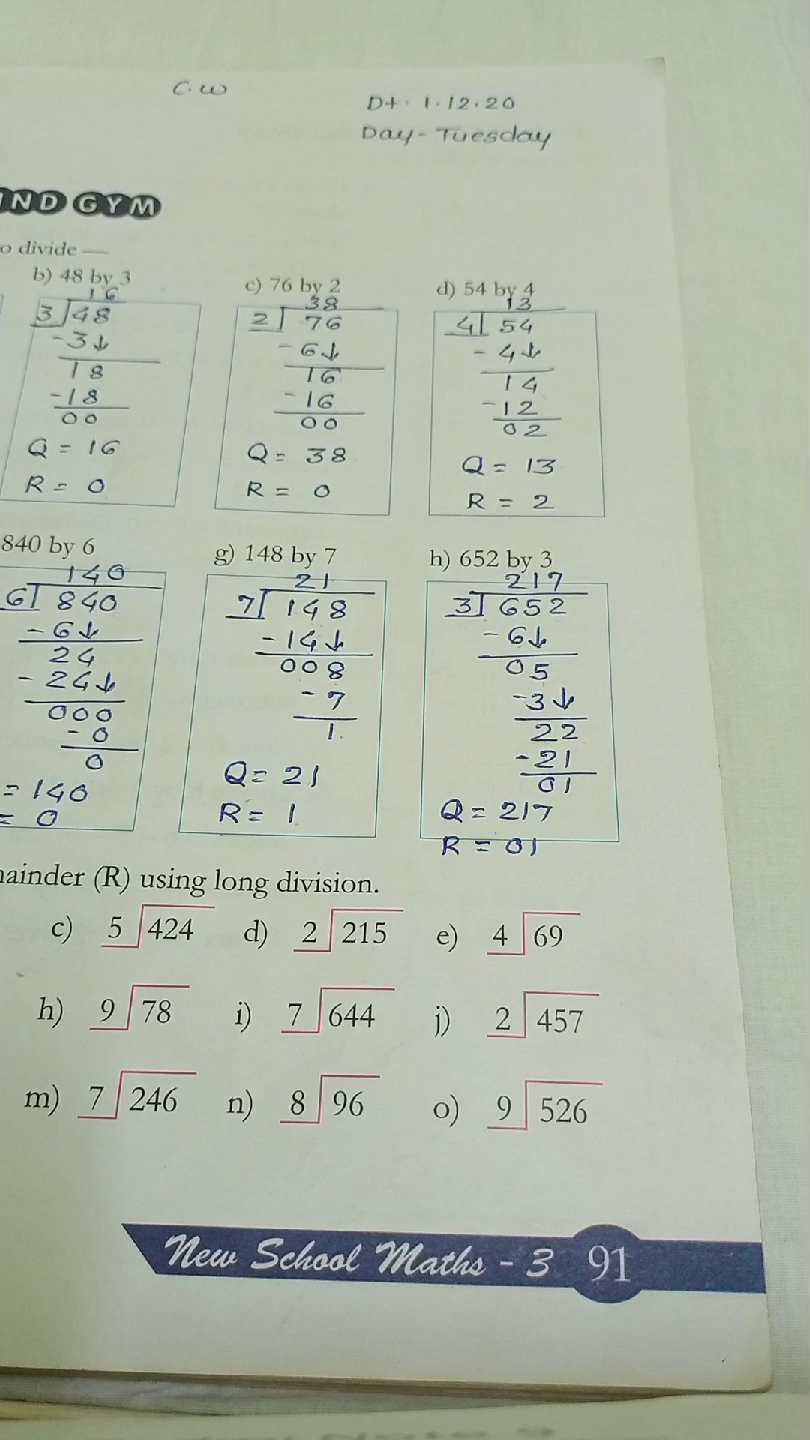 C.W
Dt. 1.12.20
Day - Tuesday
IND GYM
o divide —
b) 48 by 3
16
3 48
-3↓
18
-18
00
Q = 16
R = 0
c) 76 by 2
38
2 76
-6↓
16
-16
00
Q = 38
R = 0
d) 54 by 4
13
4 54
-4↓
14
-12
02
Q = 13
R = 2
840 by 6
140
6 840
-6↓
24
-24↓
000
-0
0
= 140
= 0
g) 148 by 7
21
7 148
-14↓
008
-7
1.
Q = 21
R = 1
h) 652 by 3
217
3 652
-6↓
05
-3↓
22
-21
01
Q = 217
R = 01
nainder (R) using long division.
c) 5 424 d) 2 215 e) 4 69
h) 9 78 i) 7 644 j) 2 457
m) 7 246 n) 8 96 o) 9 526
New School Maths - 3 91